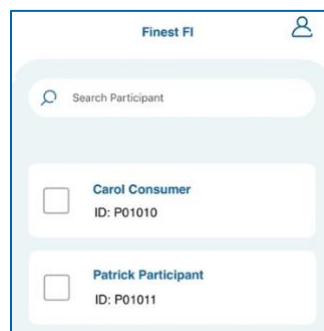 Finest FI
Search Participant
Carol Consumer
ID: P01010
Patrick Participant
ID: P01011